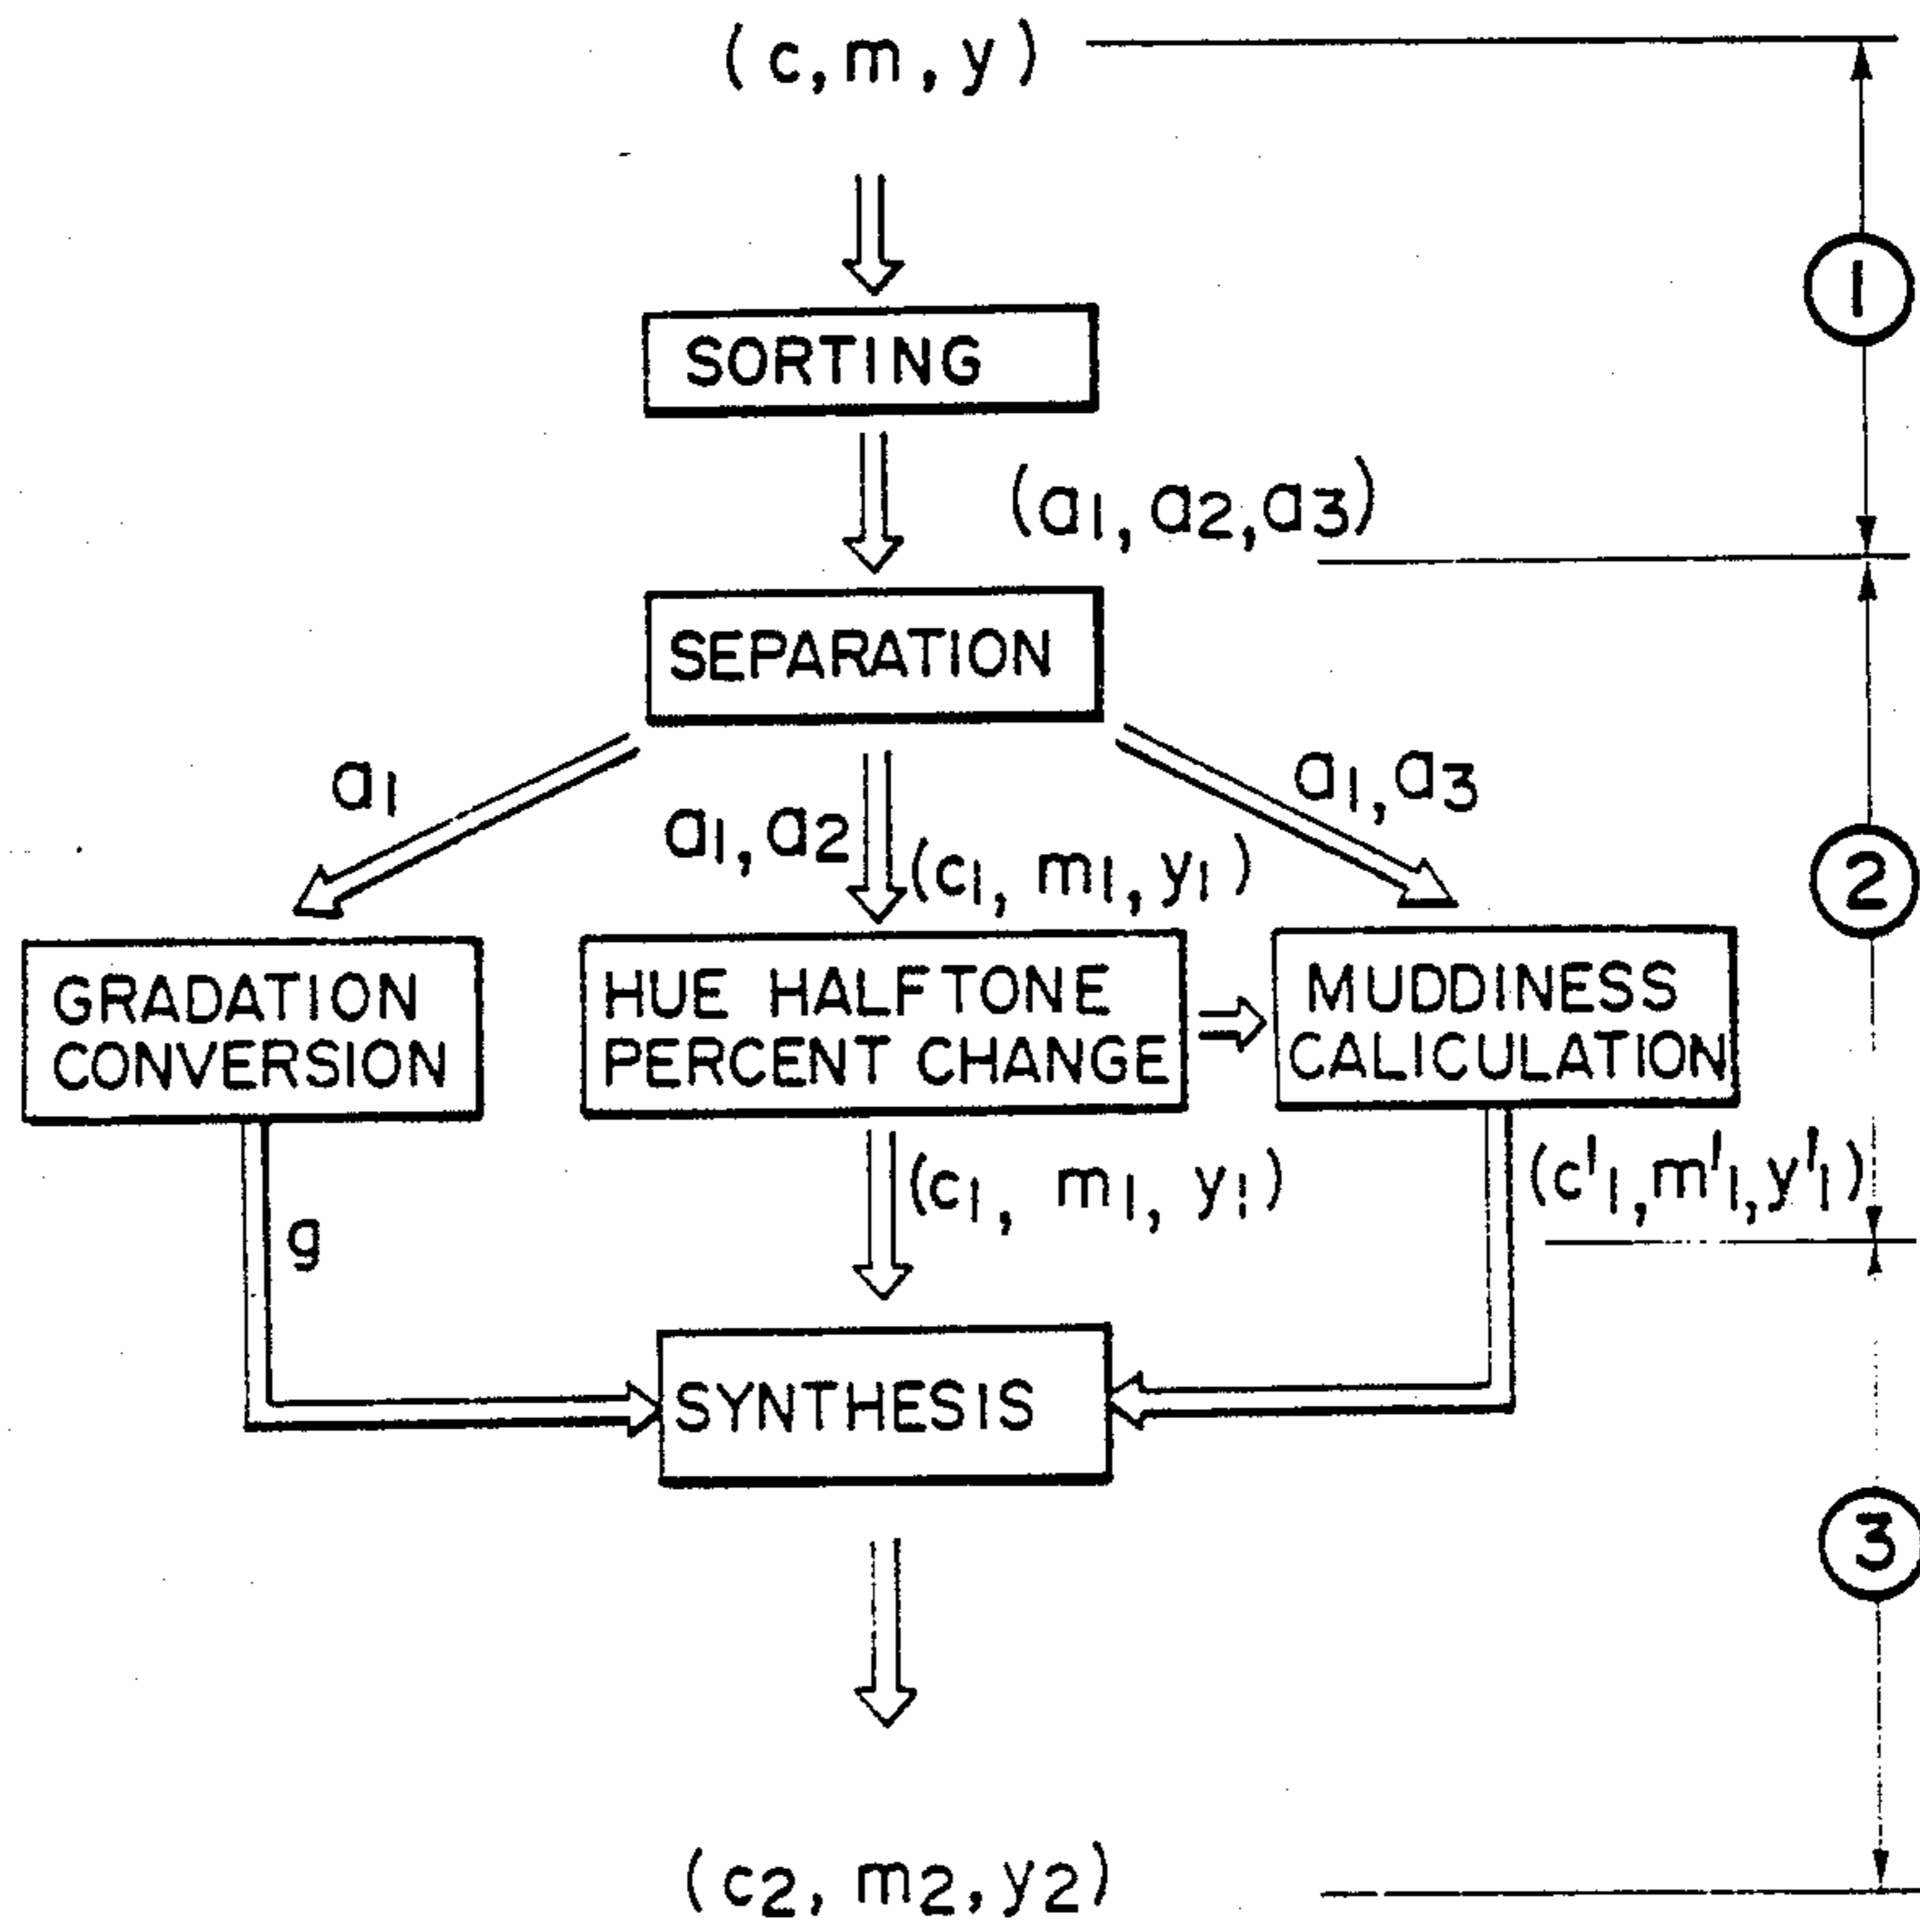 (c,m,y)
1
SORTING
(a1,a2,a3)
SEPARATION
a1
a1,a2
(c1, m1,y1)
a1,a3
2
GRADATION
CONVERSION
HUE HALFTONE
PERCENT CHANGE
MUDDINESS
CALICULATION
g
(c1, m1, y1)
(c'1,m'1,y'1)
SYNTHESIS
3
(c2, m2,y2)